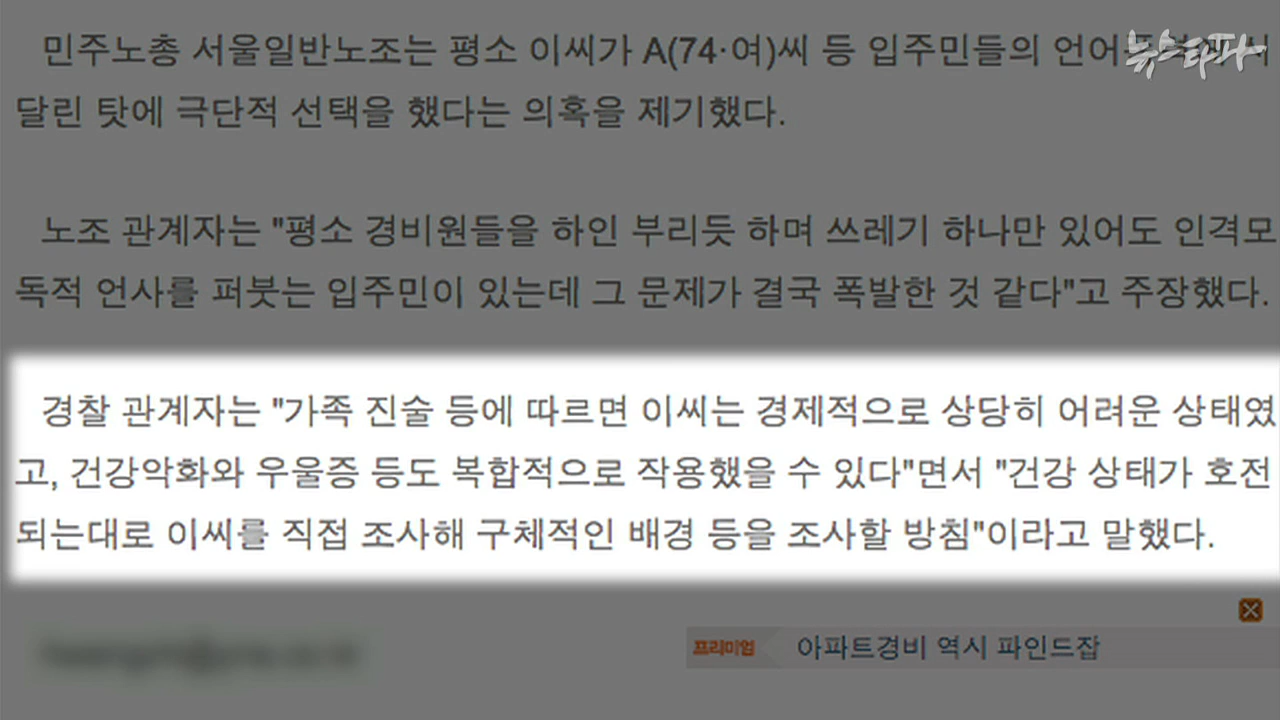 뉴스타파
민주노총 서울일반노조는 평소 이씨가 A(74·여)씨 등 입주민들의
달린 탓에 극단적 선택을 했다는 의혹을 제기했다.
노조 관계자는 "평소 경비원들을 하인 부리듯 하며 쓰레기 하나만 있어도 인격모
독적 언사를 퍼붓는 입주민이 있는데 그 문제가 결국 폭발한 것 같다"고 주장했다.
경찰 관계자는 "가족 진술 등에 따르면 이씨는 경제적으로 상당히 어려운 상태였
고, 건강악화와 우울증 등도 복합적으로 작용했을 수 있다"면서 "건강 상태가 호전
되는대로 이씨를 직접 조사해 구체적인 배경 등을 조사할 방침"이라고 말했다.
프리미엄 아파트경비 역시 파인드잡